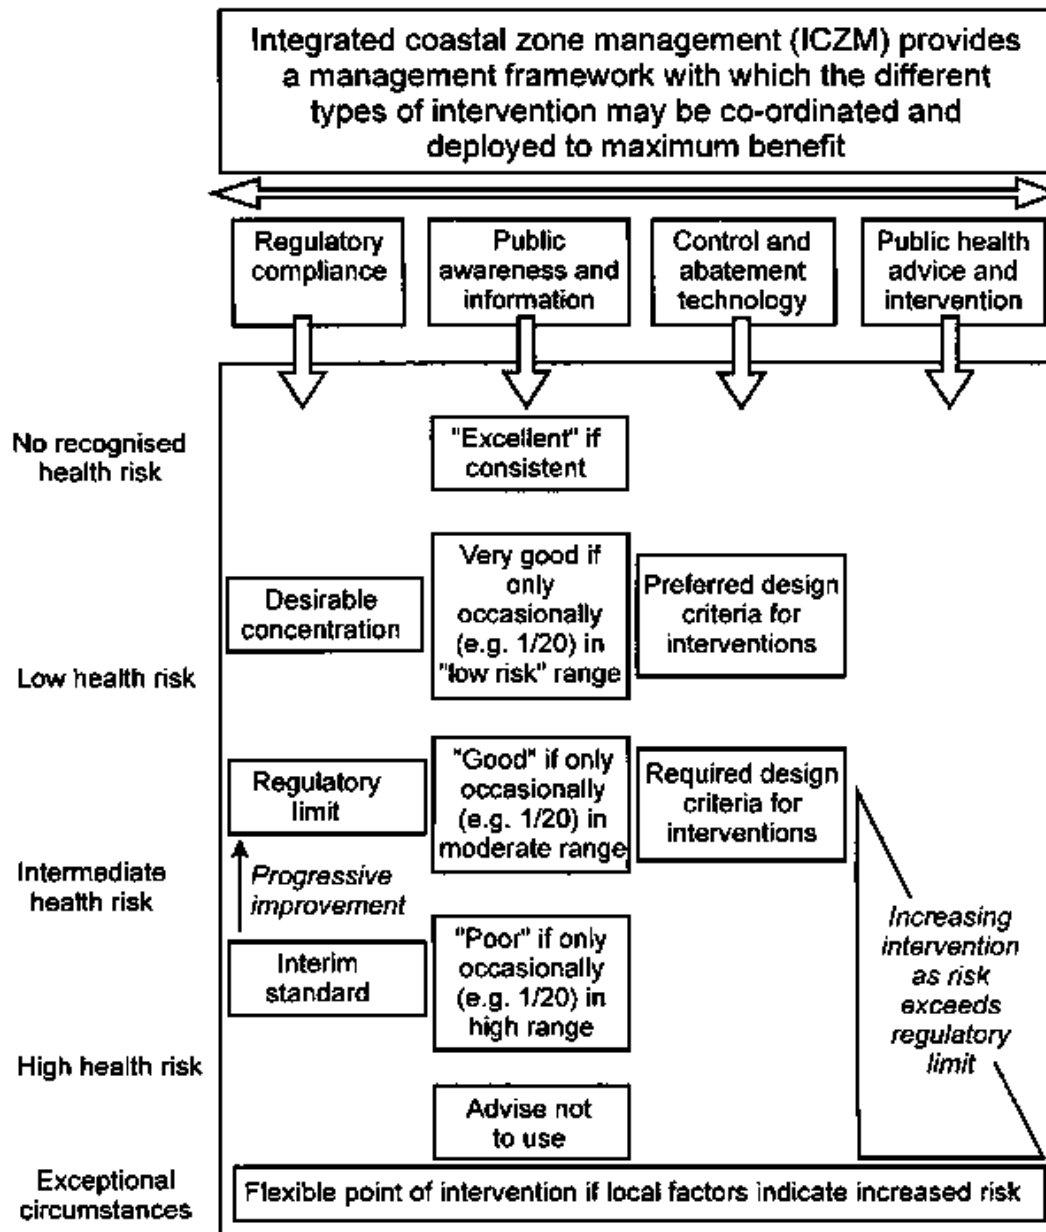 Integrated coastal zone management (ICZM) provides
a management framework with which the different
types of intervention may be co-ordinated and
deployed to maximum benefit
Regulatory
compliance
Public
awareness and
information
Control and
abatement
technology
Public health
advice and
intervention
No recognised
health risk
"Excellent" if
consistent
Desirable
concentration
Very good if
only
occasionally
(e.g. 1/20) in
"low risk" range
Preferred design
criteria for
interventions
Low health risk
Regulatory
limit
"Good" if only
occasionally
(e.g. 1/20) in
moderate range
Required design
criteria for
interventions
Intermediate
health risk
Progressive
improvement
Interim
standard
"Poor" if only
occasionally
(e.g. 1/20) in
high range
Increasing
intervention
as risk
exceeds
regulatory
limit
High health risk
Advise not
to use
Exceptional
circumstances
Flexible point of intervention if local factors indicate increased risk